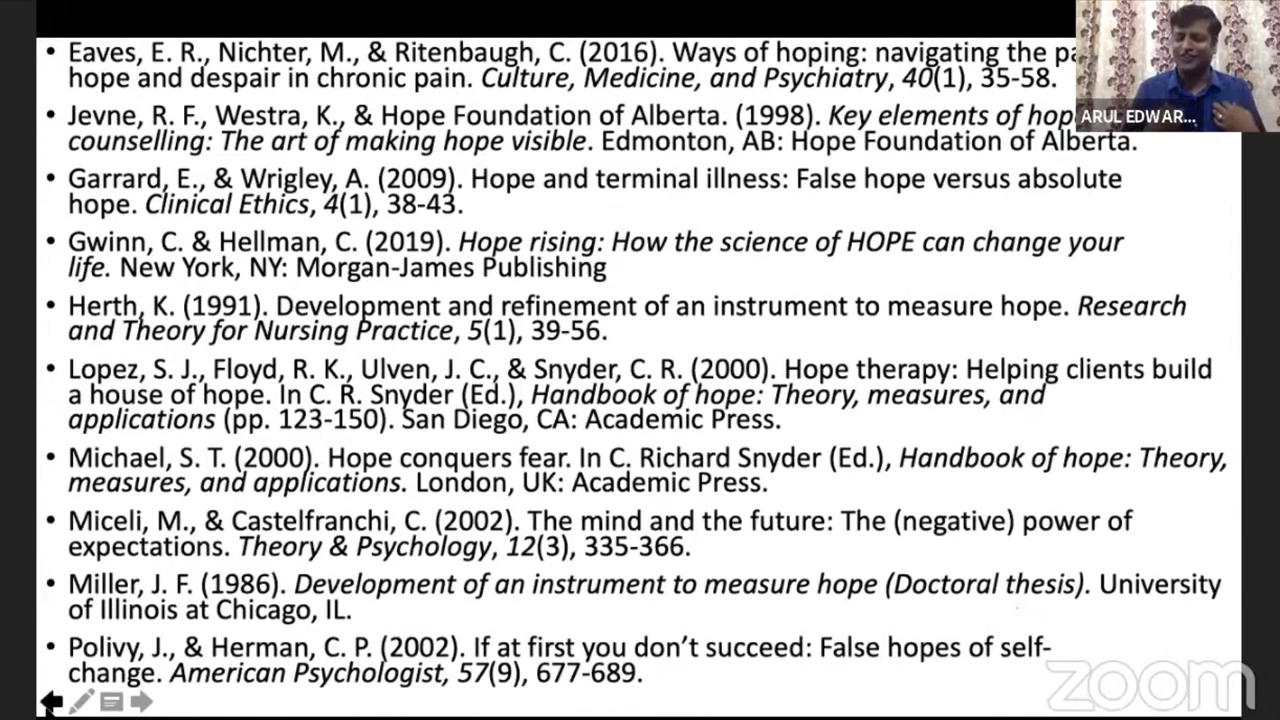 • Eaves, E. R., Nichter, M., & Ritenbaugh, C. (2016). Ways of hoping: navigating the
hope and despair in chronic pain. Culture, Medicine, and Psychiatry, 40(1), 35-58.
• Jevne, R. F., Westra, K., & Hope Foundation of Alberta. (1998). Key elements of
counselling: The art of making hope visible. Edmonton, AB: Hope Foundation of Alberta.
ARUL EDWAR...
• Garrard, E., & Wrigley, A. (2009). Hope and terminal illness: False hope versus absolute
hope. Clinical Ethics, 4(1), 38-43.
• Gwinn, C. & Hellman, C. (2019). Hope rising: How the science of HOPE can change your
life. New York, NY: Morgan-James Publishing
• Herth, K. (1991). Development and refinement of an instrument to measure hope. Research
and Theory for Nursing Practice, 5(1), 39-56.
• Lopez, S. J., Floyd, R. K., Ulven, J. C., & Snyder, C. R. (2000). Hope therapy: Helping clients build
a house of hope. In C. R. Snyder (Ed.), Handbook of hope: Theory, measures, and
applications (pp. 123-150). San Diego, CA: Academic Press.
• Michael, S. T. (2000). Hope conquers fear. In C. Richard Snyder (Ed.), Handbook of hope: Theory,
measures, and applications. London, UK: Academic Press.
• Miceli, M., & Castelfranchi, C. (2002). The mind and the future: The (negative) power of
expectations. Theory & Psychology, 12(3), 335-366.
• Miller, J. F. (1986). Development of an instrument to measure hope (Doctoral thesis). University
of Illinois at Chicago, IL.
• Polivy, J., & Herman, C. P. (2002). If at first you don’t succeed: False hopes of self-
change. American Psychologist, 57(9), 677-689.
zoom